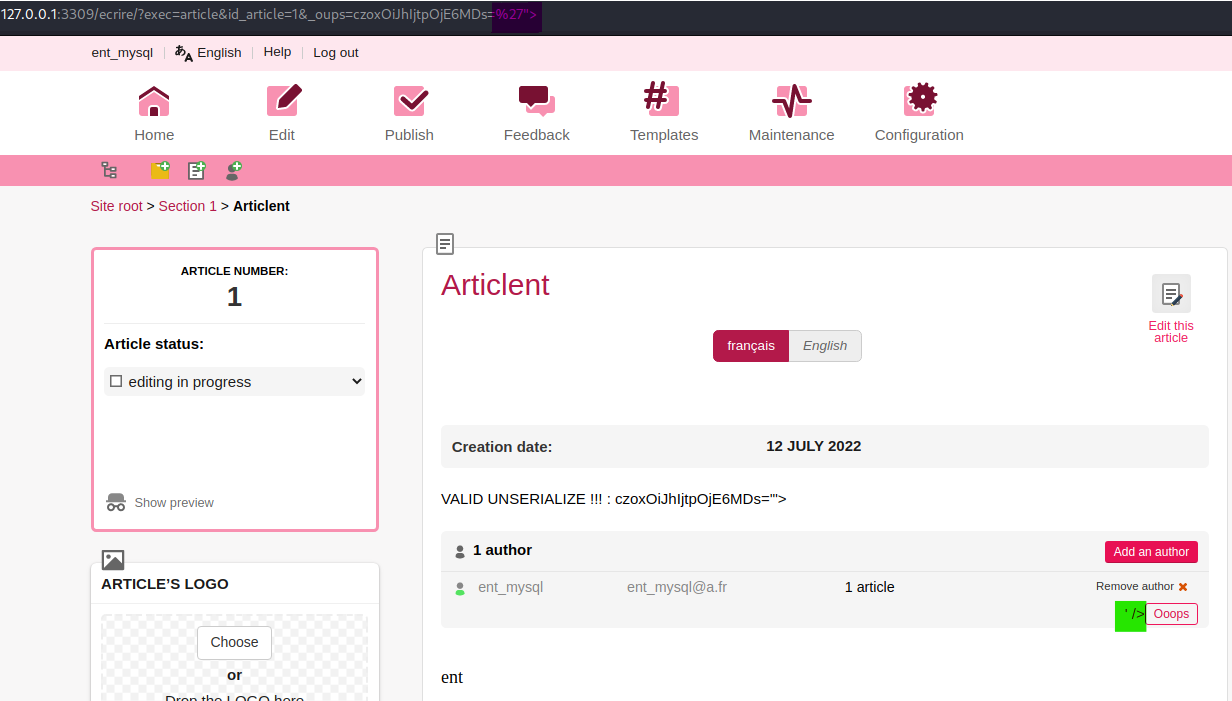 127.0.0.1:3309/ecrire/?exec=article&id_article=1&_oups=czoxOiJhIjtpOjE6MDs=%27">
ent_mysql English Help Log out
Home Edit Publish Feedback Templates Maintenance Configuration
Site root > Section 1 > Articlent
ARTICLE NUMBER:
1
Article status:
editing in progress
Show preview
ARTICLE’S LOGO
Choose
or
Drop the LOGO here
Articlent
Edit this
article
français English
Creation date: 12 JULY 2022
VALID UNSERIALIZE !!! : czoxOiJhIjtpOjE6MDs='">
1 author Add an author
ent_mysql ent_mysql@a.fr 1 article Remove author
' /> Ooops
ent